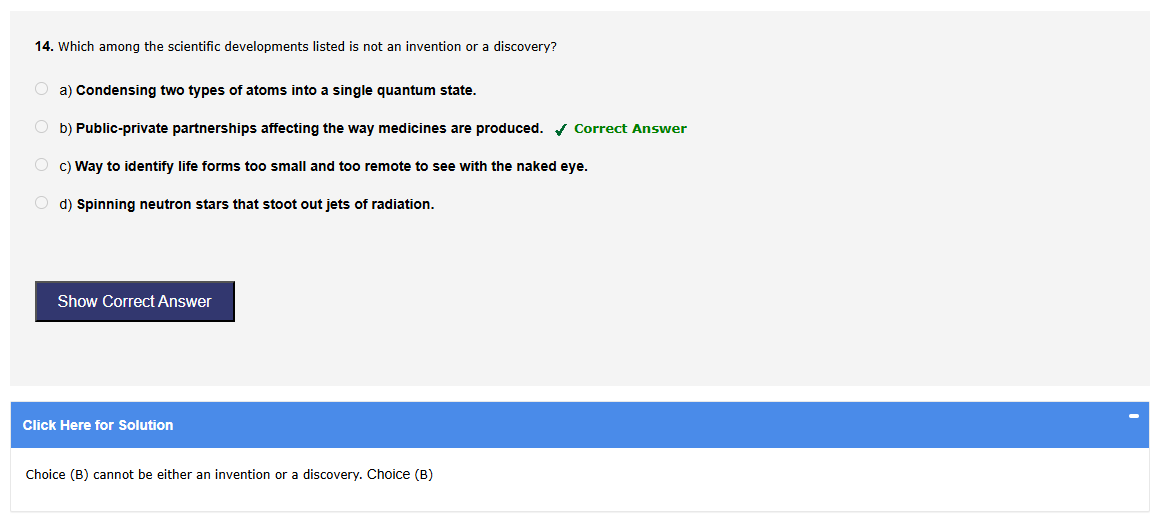 14. Which among the scientific developments listed is not an invention or a discovery?
a) Condensing two types of atoms into a single quantum state.
b) Public-private partnerships affecting the way medicines are produced. ✓ Correct Answer
c) Way to identify life forms too small and too remote to see with the naked eye.
d) Spinning neutron stars that stoot out jets of radiation.
Show Correct Answer
Click Here for Solution
Choice (B) cannot be either an invention or a discovery. Choice (B)